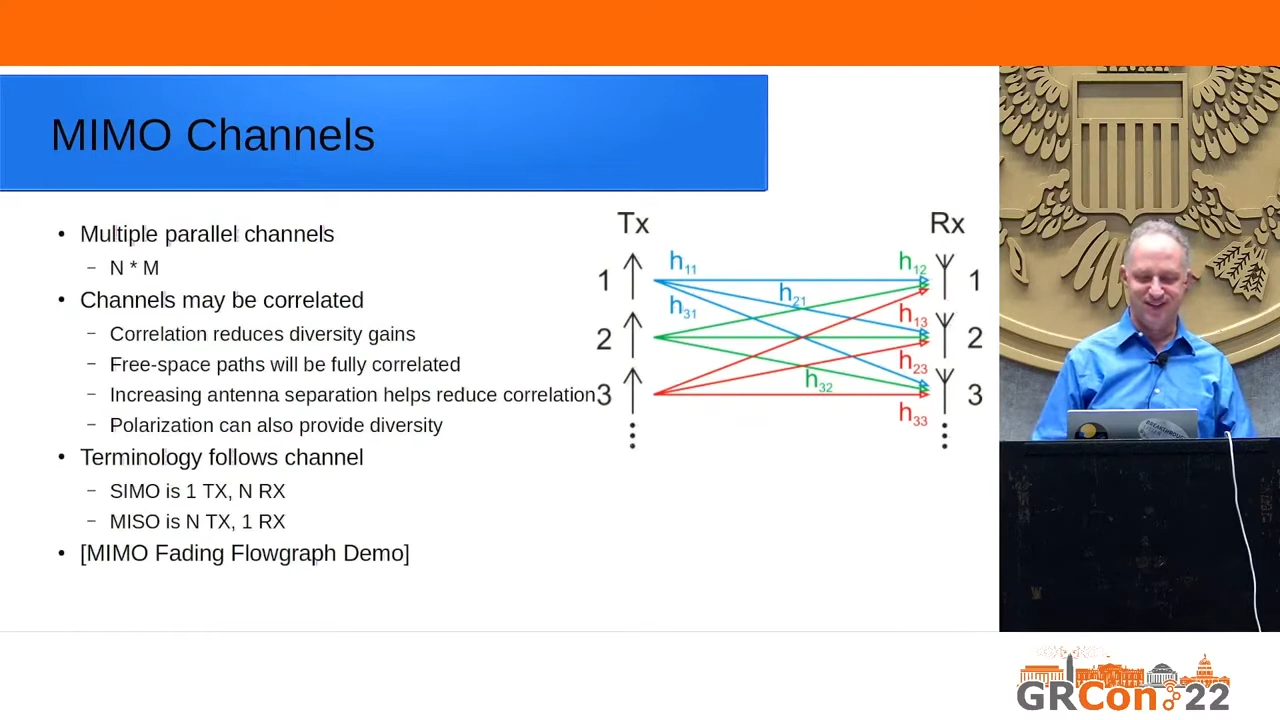 MIMO Channels
• Multiple parallel channels
– N * M
• Channels may be correlated
– Correlation reduces diversity gains
– Free-space paths will be fully correlated
– Increasing antenna separation helps reduce correlation
– Polarization can also provide diversity
• Terminology follows channel
– SIMO is 1 TX, N RX
– MISO is N TX, 1 RX
• [MIMO Fading Flowgraph Demo]
Tx Rx
h11 h12
1 1
h21
h31 h13
2 2
h23
h32
3 3
h33
GRCon 22